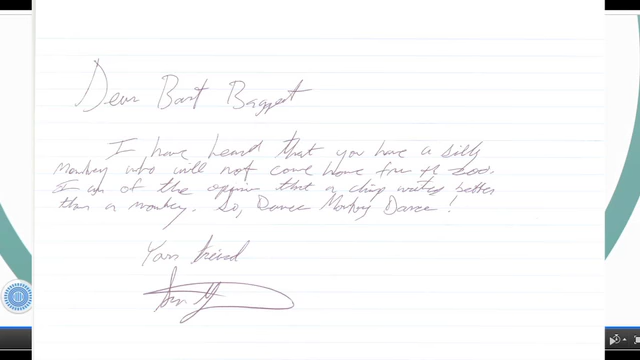 Dear Bart Bagget
I have heard that you have a silly
Monkey who will not come home from the zoo.
I am of the opinion that a chimp writes better
than a monkey. So, Dance Monkey Dance!
Your friend